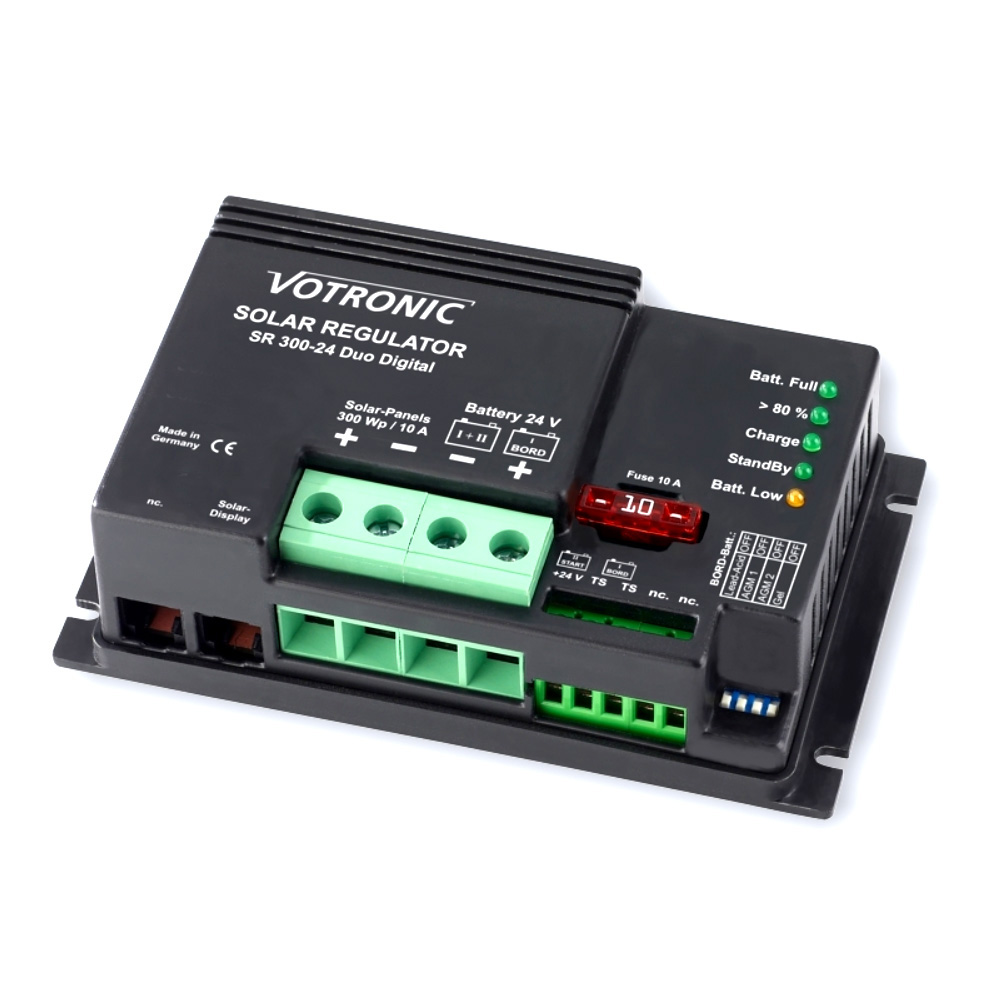 VOTRONIC
SOLAR REGULATOR
SR 300-24 Duo Digital
Solar-Panels
300 Wp / 10 A
+ −
Battery 24 V
I + II
−
I
BORD
+
Made in
Germany CE
nc.
Solar-
Display
Batt. Full
> 80 %
Charge
StandBy
Batt. Low
Fuse 10 A
10
II
START
+24 V
I
BORD
TS TS nc. nc.
BORD-Batt.:
Lead-Acid OFF
AGM 1 OFF
AGM 2 OFF
Gel OFF